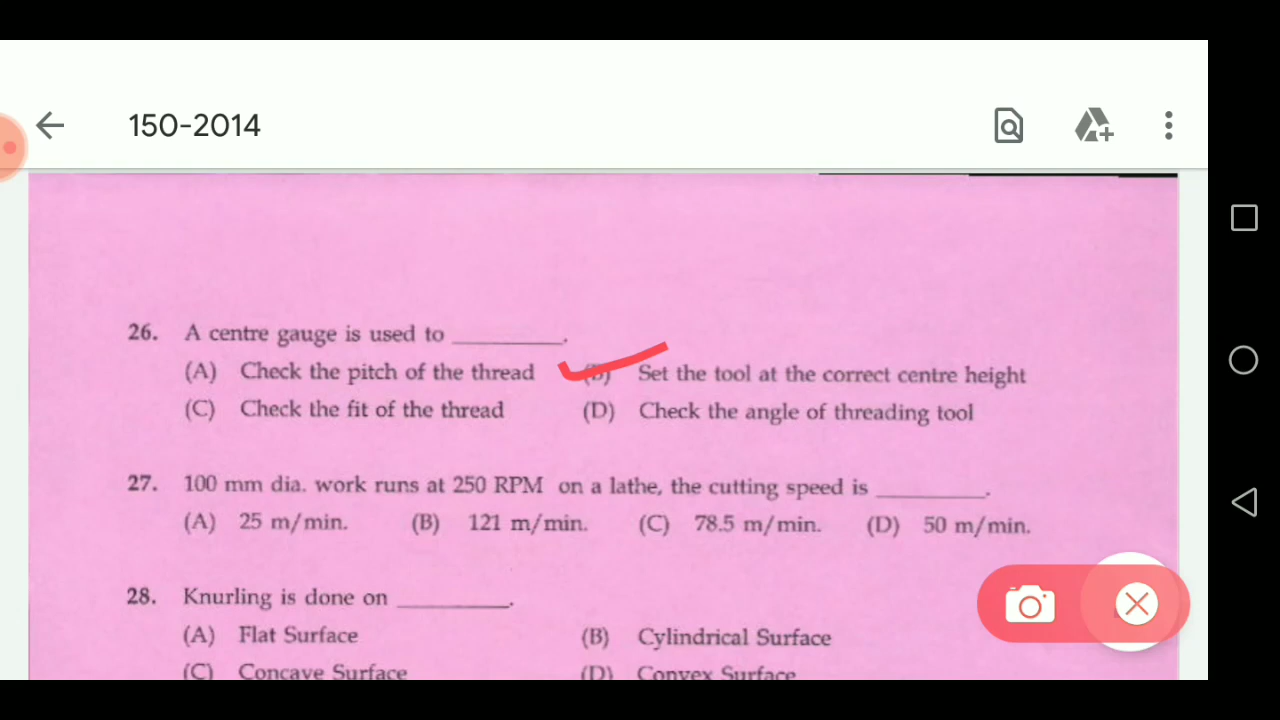 150-2014
26. A centre gauge is used to ________.
(A) Check the pitch of the thread (B) Set the tool at the correct centre height
(C) Check the fit of the thread (D) Check the angle of threading tool
27. 100 mm dia. work runs at 250 RPM on a lathe, the cutting speed is ________.
(A) 25 m/min. (B) 121 m/min. (C) 78.5 m/min. (D) 50 m/min.
28. Knurling is done on ________.
(A) Flat Surface (B) Cylindrical Surface
(C) Concave Surface (D) Convex Surface